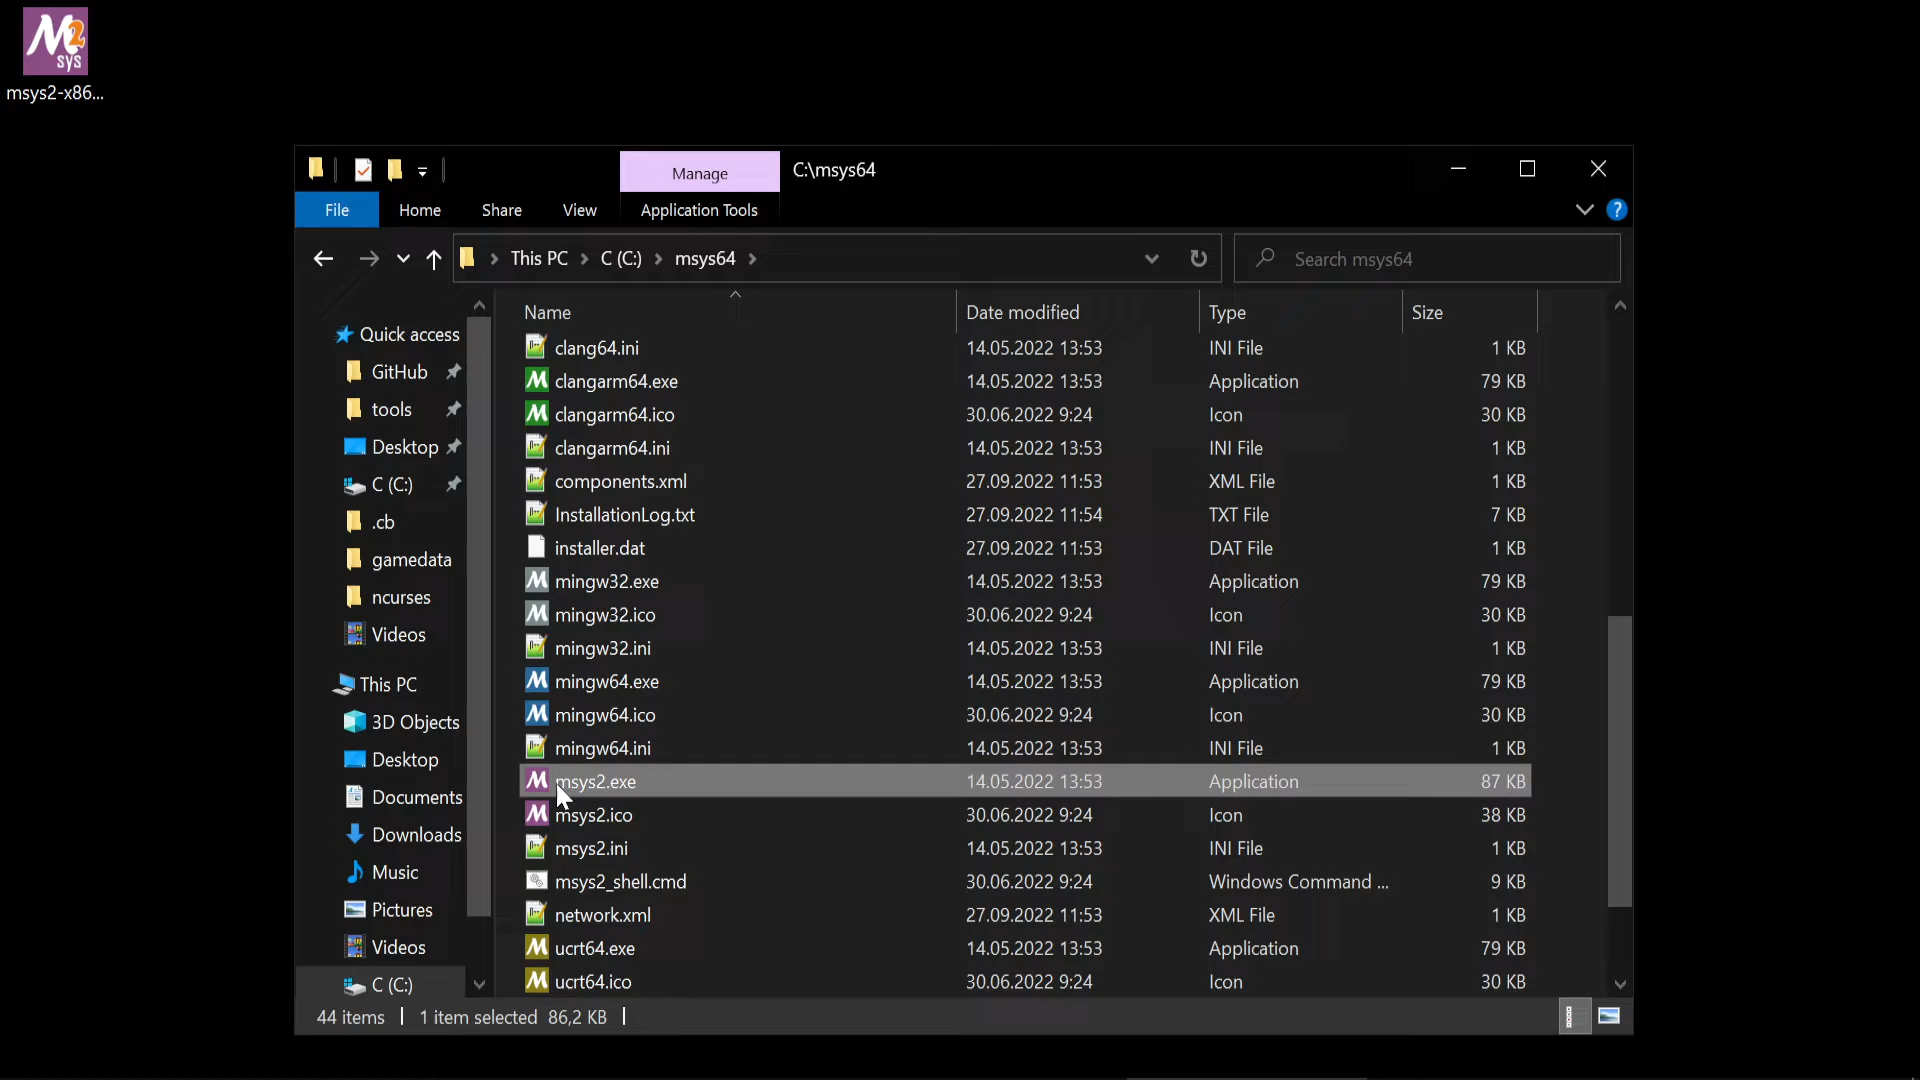 M2
sys
msys2-x86...
Manage
C:\msys64
File
Home
Share
View
Application Tools
?
This PC
C (C:)
msys64
Search msys64
Name
Date modified
Type
Size
Quick access
GitHub
tools
Desktop
C (C:)
.cb
gamedata
ncurses
Videos
This PC
3D Objects
Desktop
Documents
Downloads
Music
Pictures
Videos
C (C:)
clang64.ini 14.05.2022 13:53 INI File 1 KB
clangarm64.exe 14.05.2022 13:53 Application 79 KB
clangarm64.ico 30.06.2022 9:24 Icon 30 KB
clangarm64.ini 14.05.2022 13:53 INI File 1 KB
components.xml 27.09.2022 11:53 XML File 1 KB
InstallationLog.txt 27.09.2022 11:54 TXT File 7 KB
installer.dat 27.09.2022 11:53 DAT File 1 KB
mingw32.exe 14.05.2022 13:53 Application 79 KB
mingw32.ico 30.06.2022 9:24 Icon 30 KB
mingw32.ini 14.05.2022 13:53 INI File 1 KB
mingw64.exe 14.05.2022 13:53 Application 79 KB
mingw64.ico 30.06.2022 9:24 Icon 30 KB
mingw64.ini 14.05.2022 13:53 INI File 1 KB
msys2.exe 14.05.2022 13:53 Application 87 KB
msys2.ico 30.06.2022 9:24 Icon 38 KB
msys2.ini 14.05.2022 13:53 INI File 1 KB
msys2_shell.cmd 30.06.2022 9:24 Windows Command ... 9 KB
network.xml 27.09.2022 11:53 XML File 1 KB
ucrt64.exe 14.05.2022 13:53 Application 79 KB
ucrt64.ico 30.06.2022 9:24 Icon 30 KB
44 items
1 item selected 86,2 KB